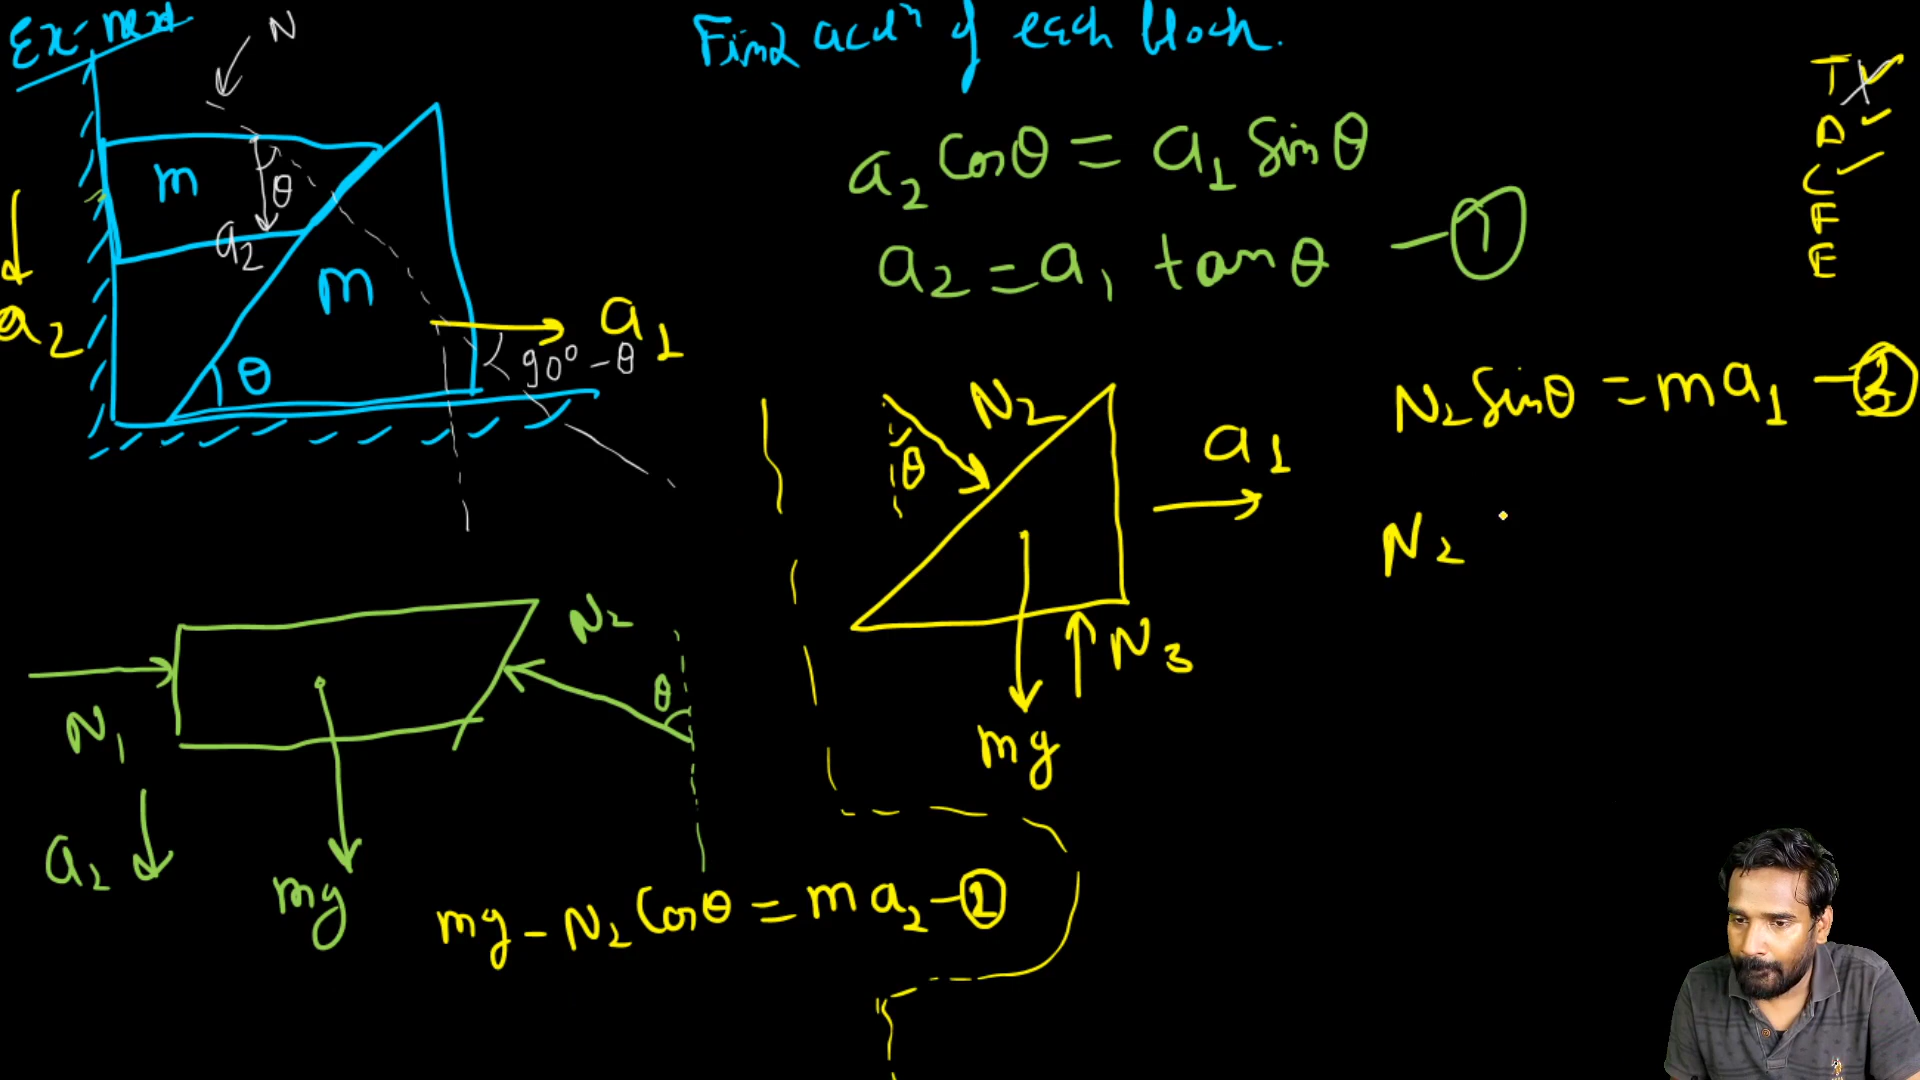 Ex-next
Find accⁿ of each block.
N
m
θ
a₂
m
θ
a₁
90°-θ
a₂
a₂ Cosθ = a₁ Sinθ
a₂ = a₁ tanθ - ①
T
D
C
F
E
N₂
θ
a₁
N₃
mg
N₂ Sinθ = ma₁ - ③
N₂
N₂
θ
N₁
a₂
mg
mg - N₂ Cosθ = ma₂ - ②